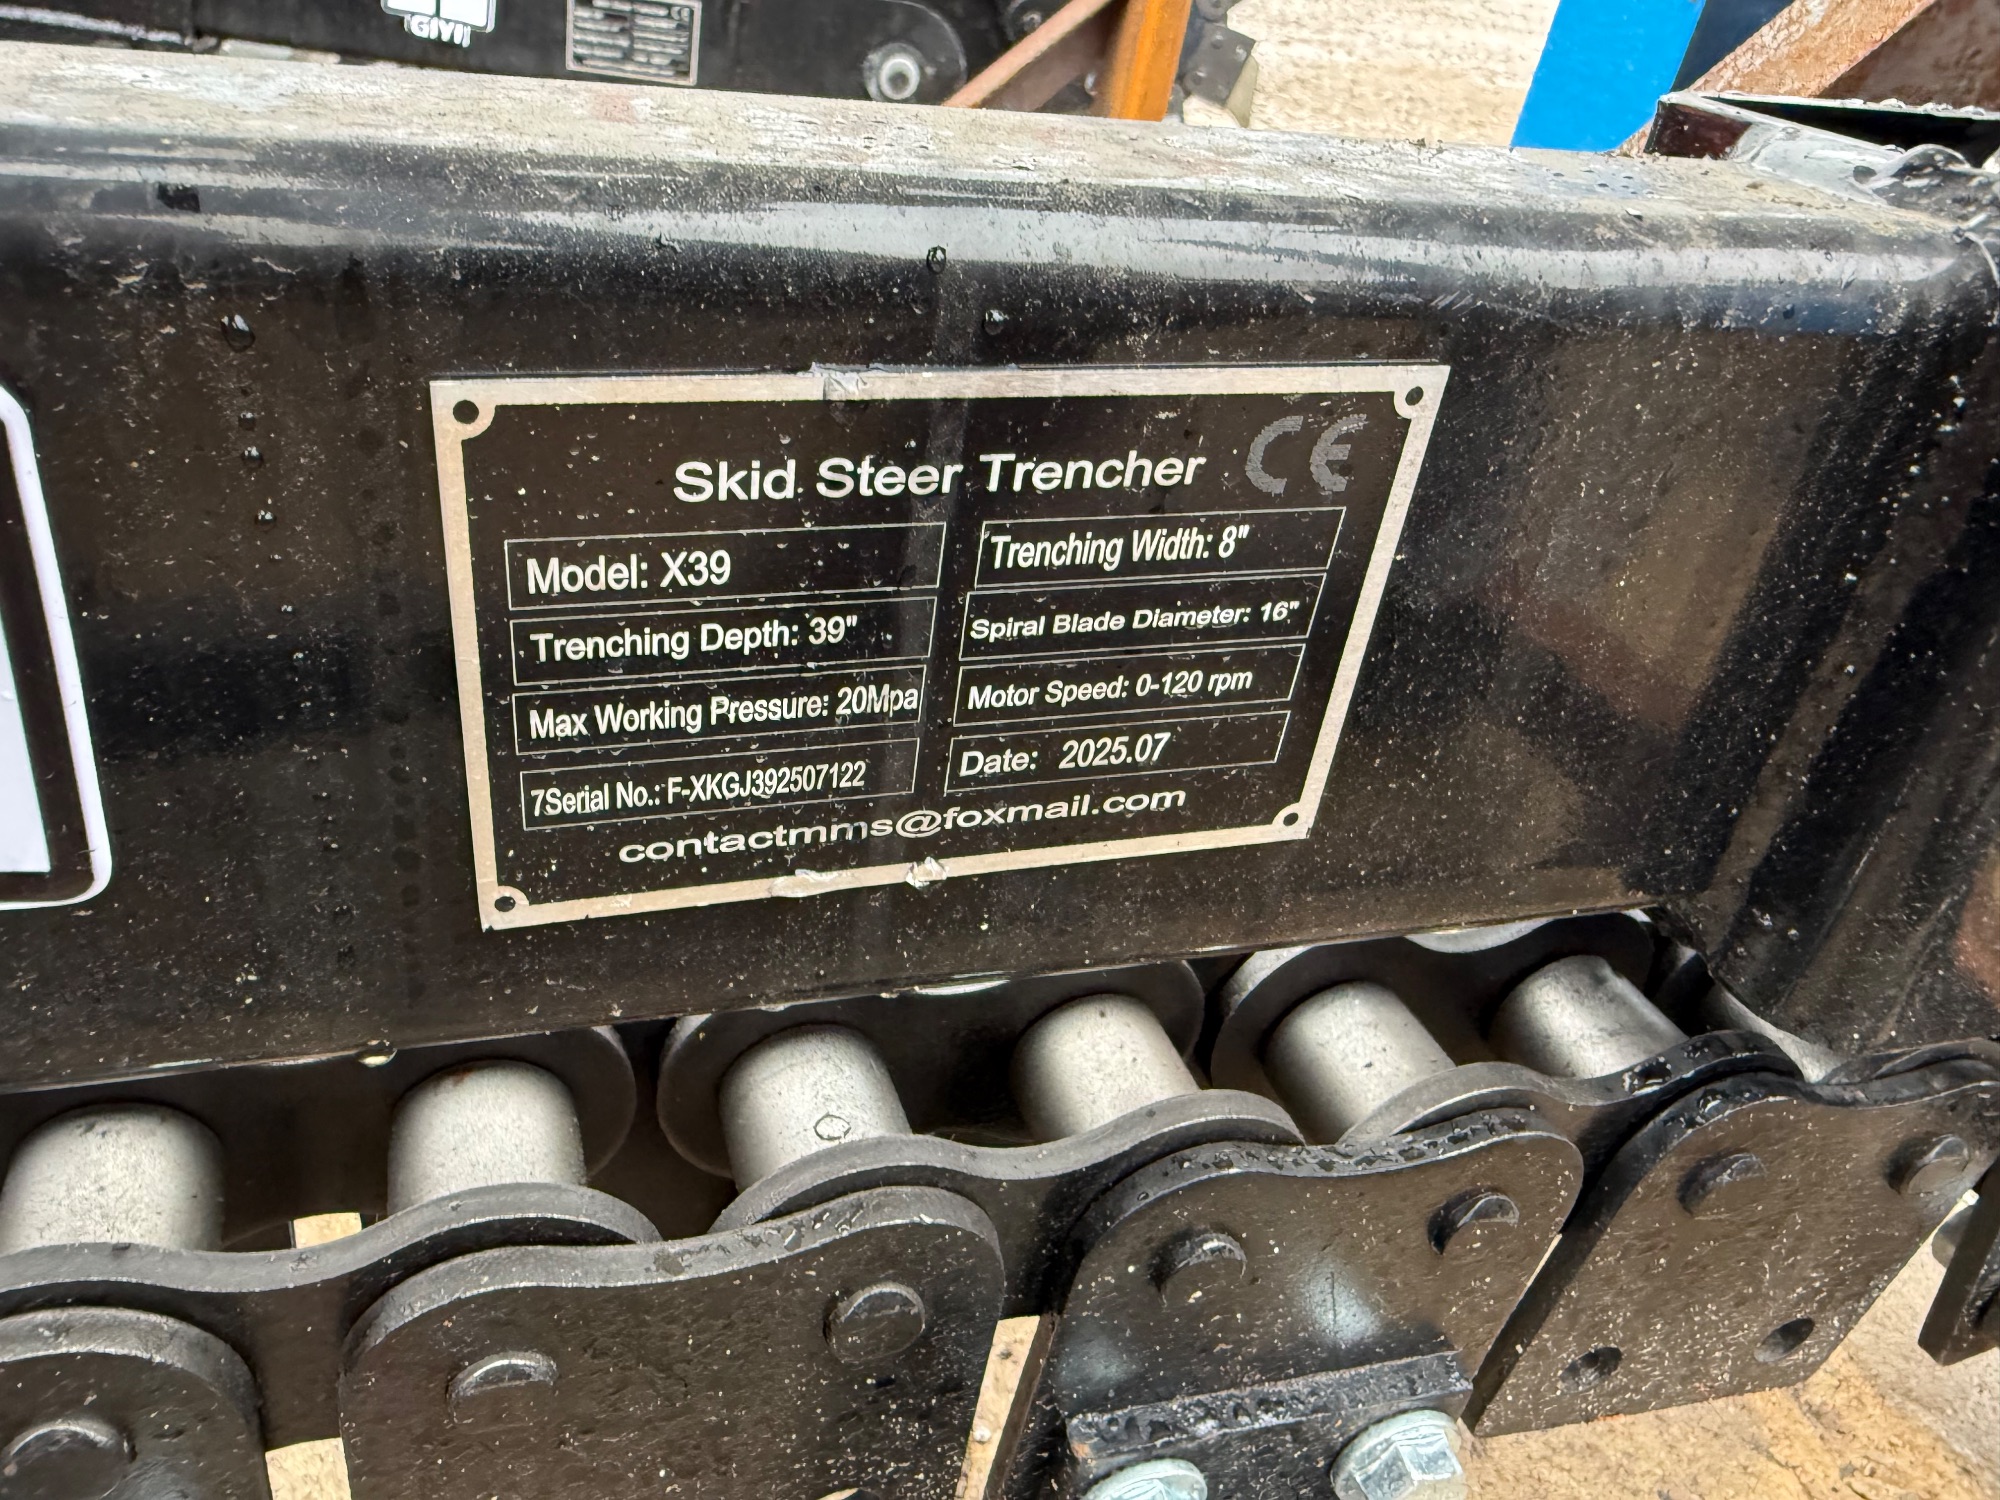 GIYI
Skid Steer Trencher CE
Model: X39
Trenching Width: 8"
Trenching Depth: 39"
Spiral Blade Diameter: 16"
Max Working Pressure: 20Mpa
Motor Speed: 0-120 rpm
7Serial No.: F-XKGJ392507122
Date: 2025.07
contactmms@foxmail.com